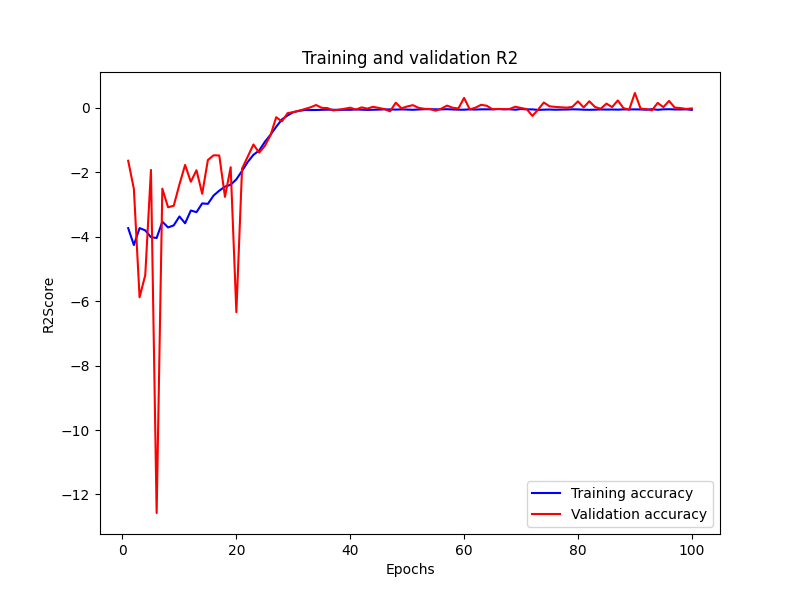 Training and validation R2
0
−2
−4
−6
−8
−10
−12
R2Score
0 20 40 60 80 100
Epochs
Training accuracy
Validation accuracy